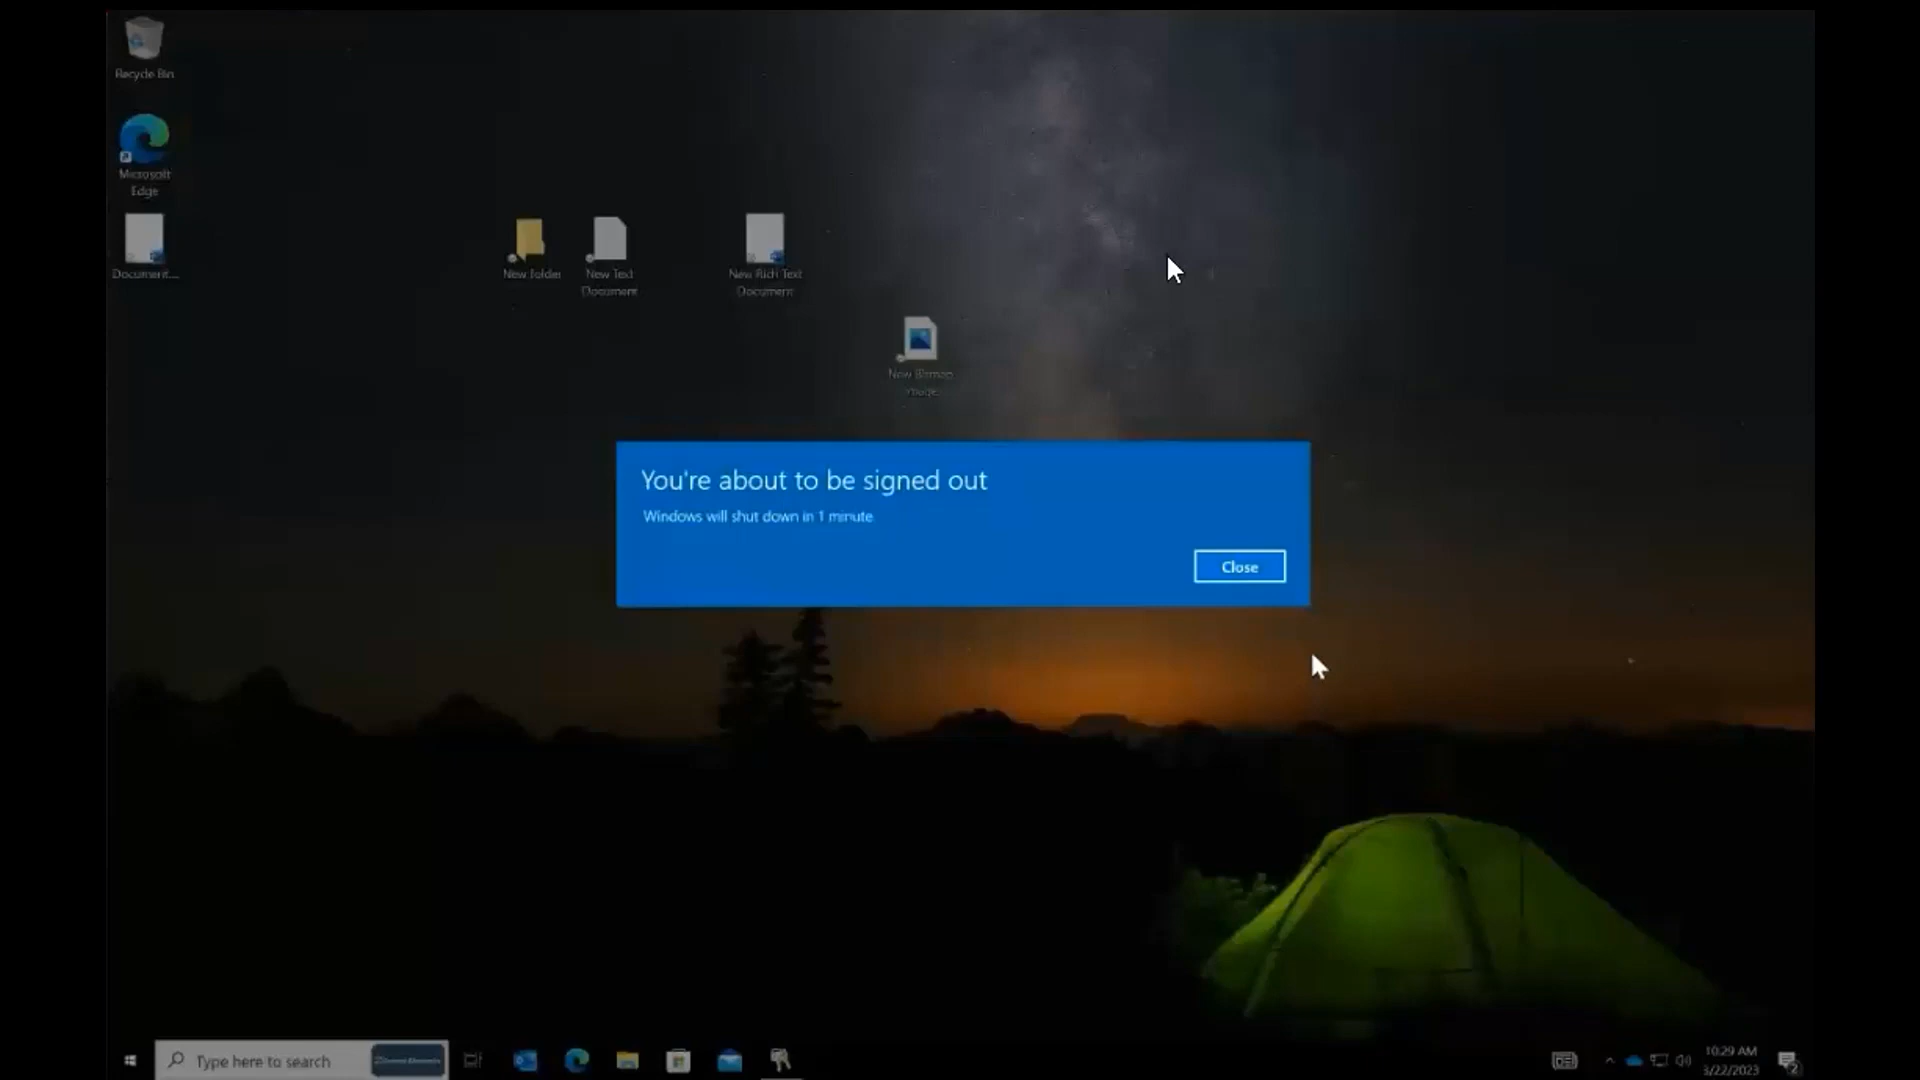 Recycle Bin
Microsoft
Edge
Document...
New folder
New Text
Document
New Rich Text
Document
New Bitmap
Image
You're about to be signed out
Windows will shut down in 1 minute
Close
Type here to search
10:29 AM
3/22/2023
2